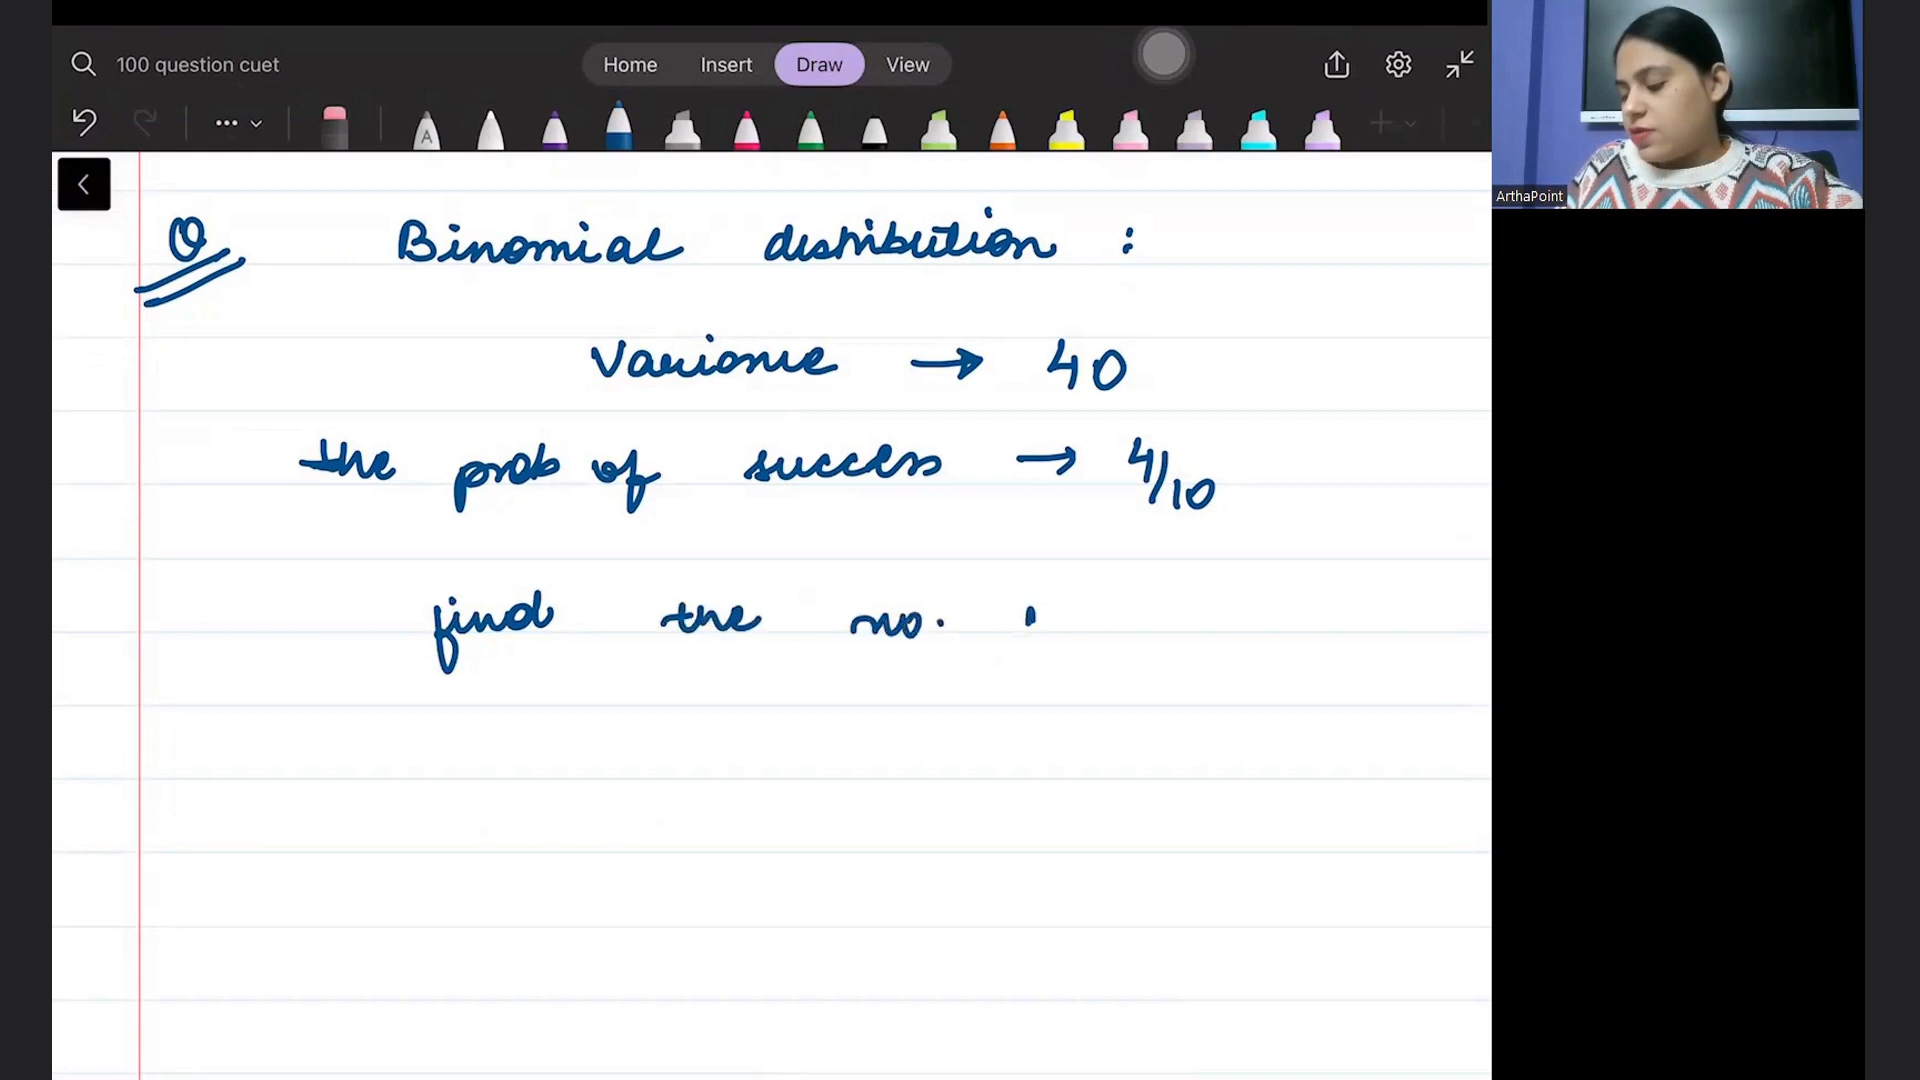 100 question cuet
Home Insert Draw View
A
ArthaPoint
Q Binomial distribution :
Variance → 40
the prob of success → 4/10
find the no.